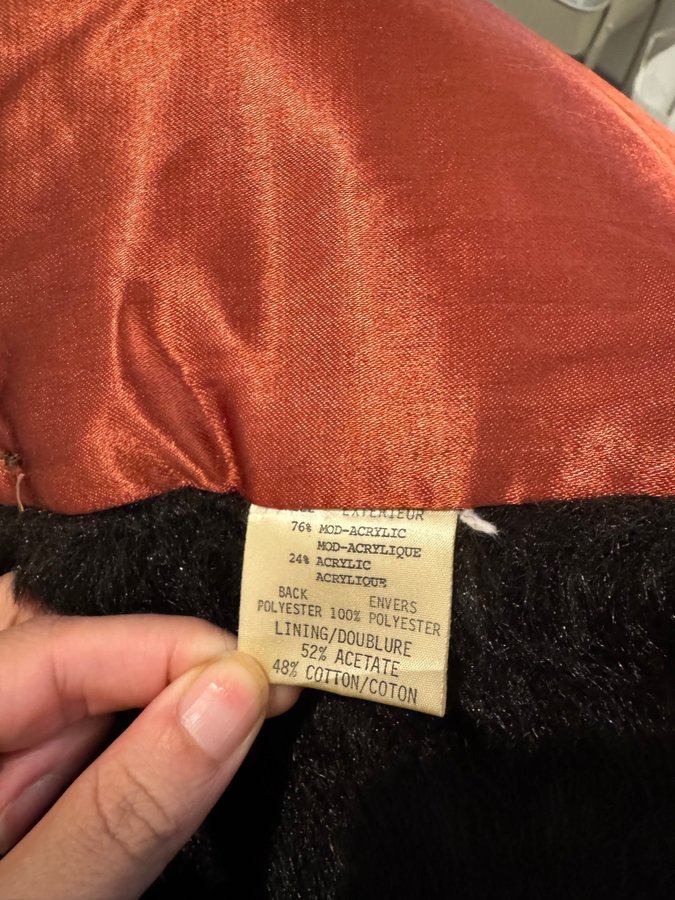 EXTERIEUR
76% MOD-ACRYLIC
MOD-ACRYLIQUE
24% ACRYLIC
ACRYLIQUE
BACK ENVERS
POLYESTER 100% POLYESTER
LINING/DOUBLURE
52% ACETATE
48% COTTON/COTON